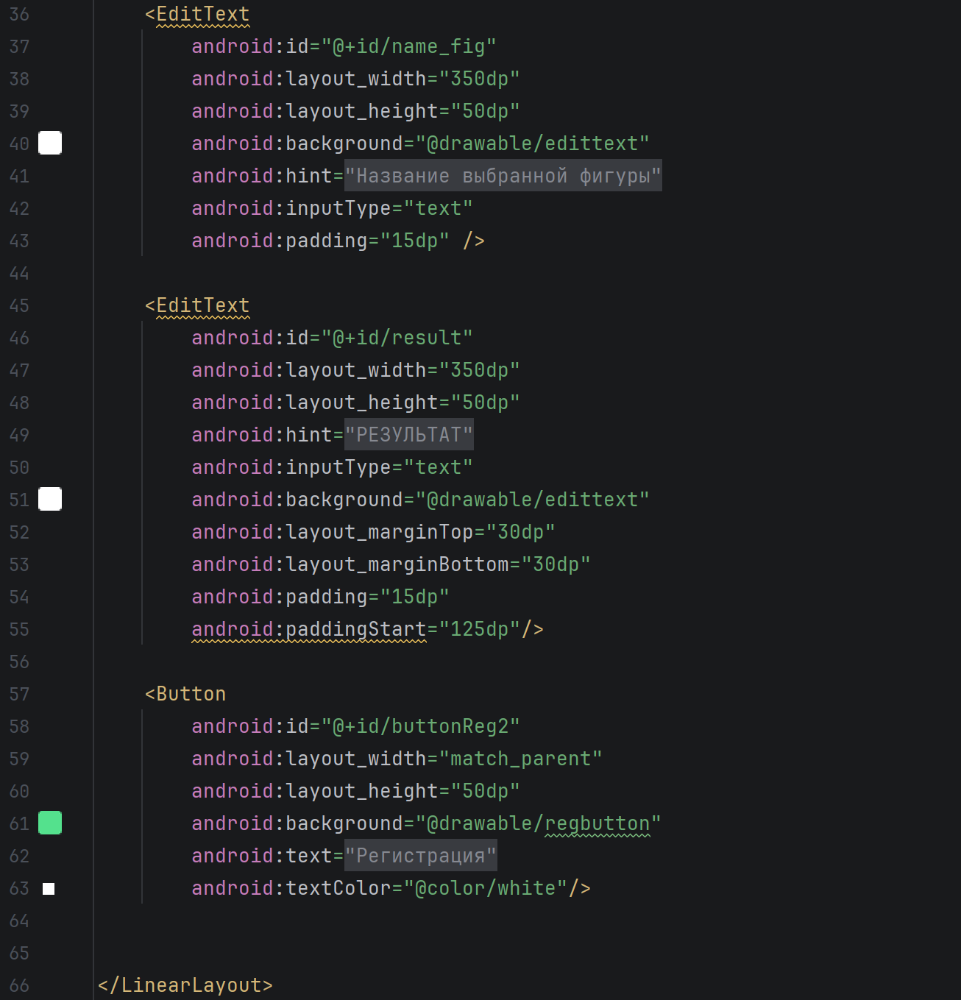 36 <EditText
37 android:id="@+id/name_fig"
38 android:layout_width="350dp"
39 android:layout_height="50dp"
40 android:background="@drawable/edittext"
41 android:hint="Название выбранной фигуры"
42 android:inputType="text"
43 android:padding="15dp" />
44
45 <EditText
46 android:id="@+id/result"
47 android:layout_width="350dp"
48 android:layout_height="50dp"
49 android:hint="РЕЗУЛЬТАТ"
50 android:inputType="text"
51 android:background="@drawable/edittext"
52 android:layout_marginTop="30dp"
53 android:layout_marginBottom="30dp"
54 android:padding="15dp"
55 android:paddingStart="125dp"/>
56
57 <Button
58 android:id="@+id/buttonReg2"
59 android:layout_width="match_parent"
60 android:layout_height="50dp"
61 android:background="@drawable/regbutton"
62 android:text="Регистрация"
63 android:textColor="@color/white"/>
64
65
66 </LinearLayout>